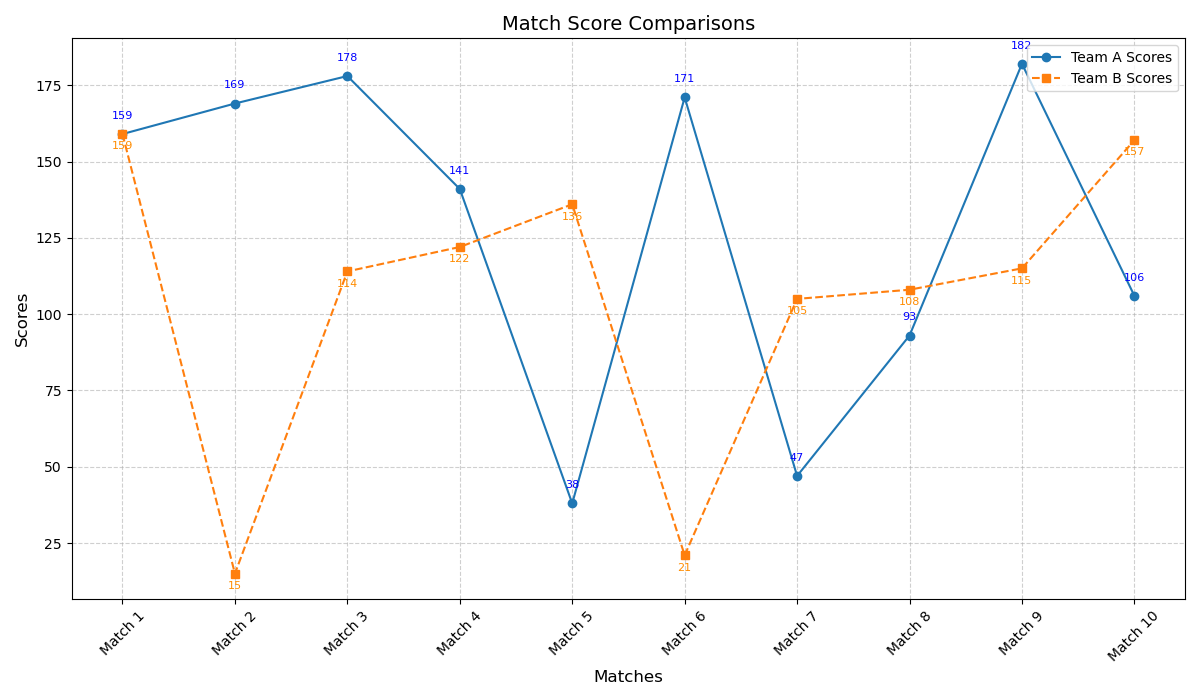 Match Score Comparisons
Team A Scores
Team B Scores
Scores
175
150
125
100
75
50
25
159
169
178
141
38
171
47
93
182
106
159
15
114
122
136
21
105
108
115
157
Match 1
Match 2
Match 3
Match 4
Match 5
Match 6
Match 7
Match 8
Match 9
Match 10
Matches